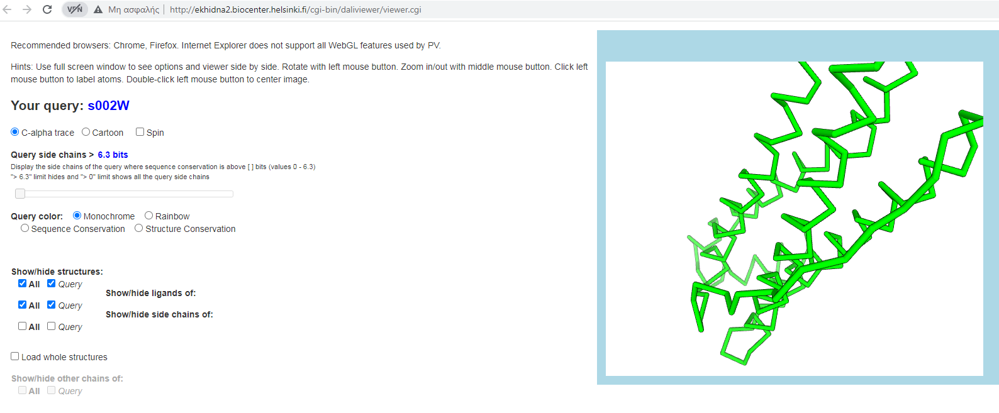 VPN Μη ασφαλής http://ekhidna2.biocenter.helsinki.fi/cgi-bin/daliviewer/viewer.cgi
Recommended browsers: Chrome, Firefox. Internet Explorer does not support all WebGL features used by PV.
Hints: Use full screen window to see options and viewer side by side. Rotate with left mouse button. Zoom in/out with middle mouse button. Click left
mouse button to label atoms. Double-click left mouse button to center image.
Your query: s002W
C-alpha trace Cartoon Spin
Query side chains > 6.3 bits
Display the side chains of the query where sequence conservation is above [ ] bits (values 0 - 6.3)
"> 6.3" limit hides and "> 0" limit shows all the query side chains
Query color: Monochrome Rainbow
Sequence Conservation Structure Conservation
Show/hide structures:
All Query
Show/hide ligands of:
All Query
Show/hide side chains of:
All Query
Load whole structures
Show/hide other chains of:
All Query